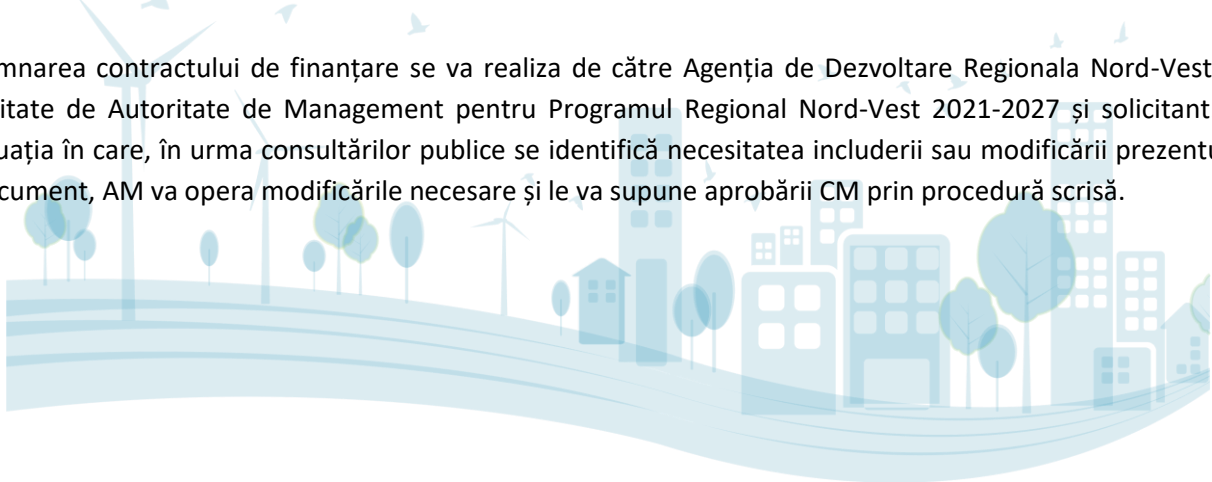 mnarea contractului de finanțare se va realiza de către Agenția de Dezvoltare Regionala Nord-Vest
itate de Autoritate de Management pentru Programul Regional Nord-Vest 2021-2027 și solicitant
uația în care, în urma consultărilor publice se identifică necesitatea includerii sau modificării prezentu
cument, AM va opera modificările necesare și le va supune aprobării CM prin procedură scrisă.